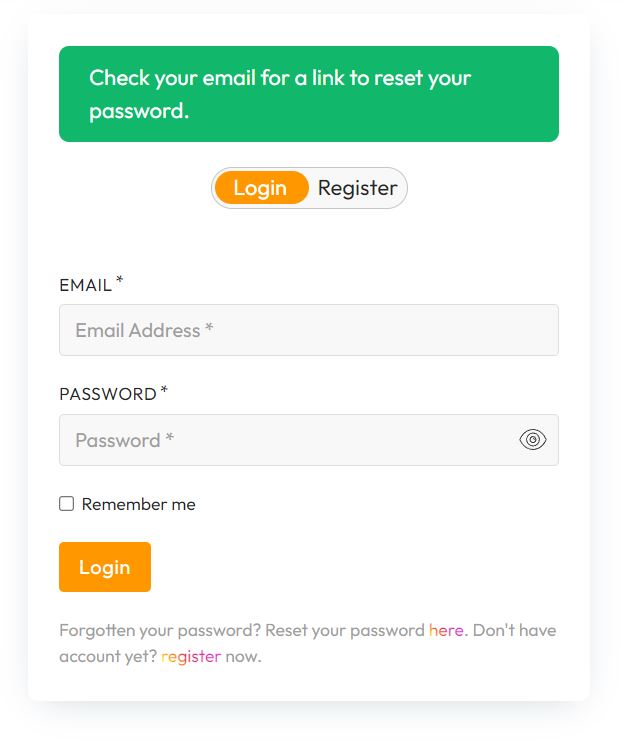 Check your email for a link to reset your
password.
Login Register
EMAIL *
Email Address *
PASSWORD *
Password *
Remember me
Login
Forgotten your password? Reset your password here. Don't have
account yet? register now.